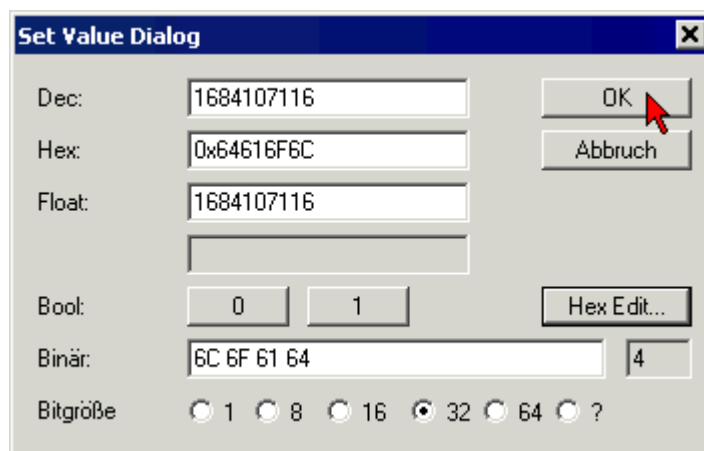 Set Value Dialog
Dec: 1684107116 OK
Hex: 0x64616F6C Abbruch
Float: 1684107116
Bool: 0 1 Hex Edit...
Binär: 6C 6F 61 64 4
Bitgröße 1 8 16 32 64 ?